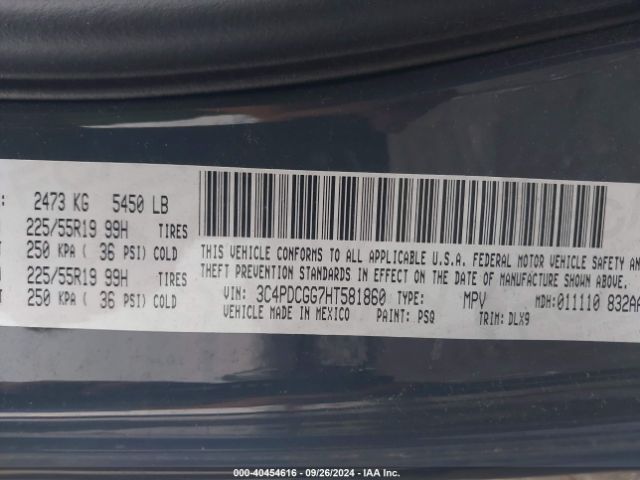 : 2473 KG 5450 LB
225/55R19 99H TIRES
250 KPA ( 36 PSI) COLD
225/55R19 99H TIRES
250 KPA ( 36 PSI) COLD
THIS VEHICLE CONFORMS TO ALL APPLICABLE U.S.A. FEDERAL MOTOR VEHICLE SAFETY AN
THEFT PREVENTION STANDARDS IN EFFECT ON THE DATE OF MANUFACTURE SHOWN ABOVE.
VIN: 3C4PDCGG7HT581860 TYPE: MPV MDH:011110 832AA
VEHICLE MADE IN MEXICO PAINT: PSQ TRIM: DLX9
000-40454616 - 09/26/2024 - IAA Inc.